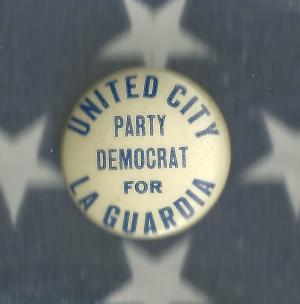 UNITED CITY
PARTY
DEMOCRAT
FOR
LA GUARDIA